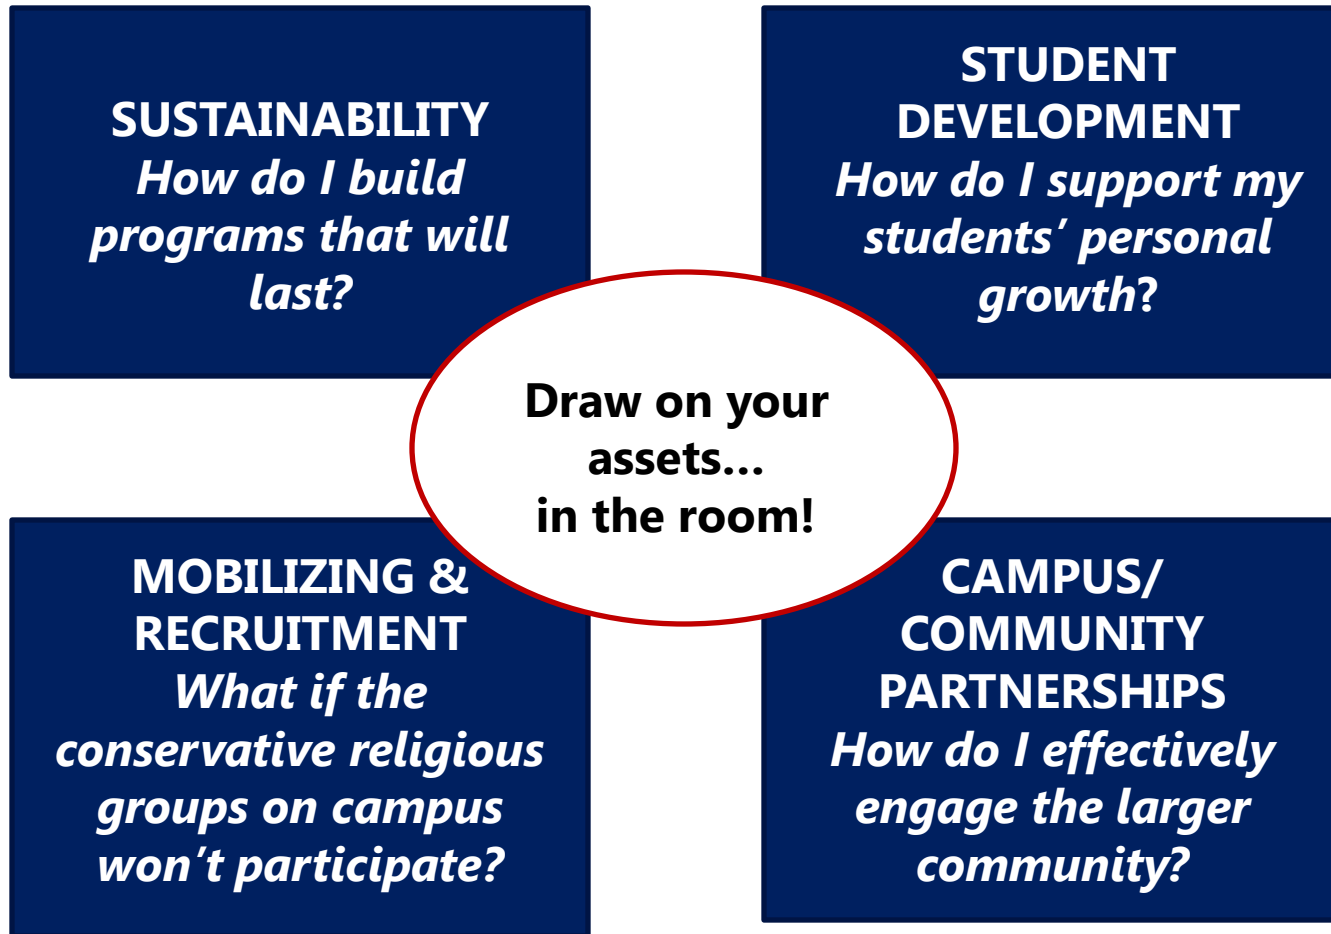 SUSTAINABILITY
How do I build
programs that will
last?
STUDENT
DEVELOPMENT
How do I support my
students’ personal
growth?
Draw on your
assets…
in the room!
MOBILIZING &
RECRUITMENT
What if the
conservative religious
groups on campus
won’t participate?
CAMPUS/
COMMUNITY
PARTNERSHIPS
How do I effectively
engage the larger
community?